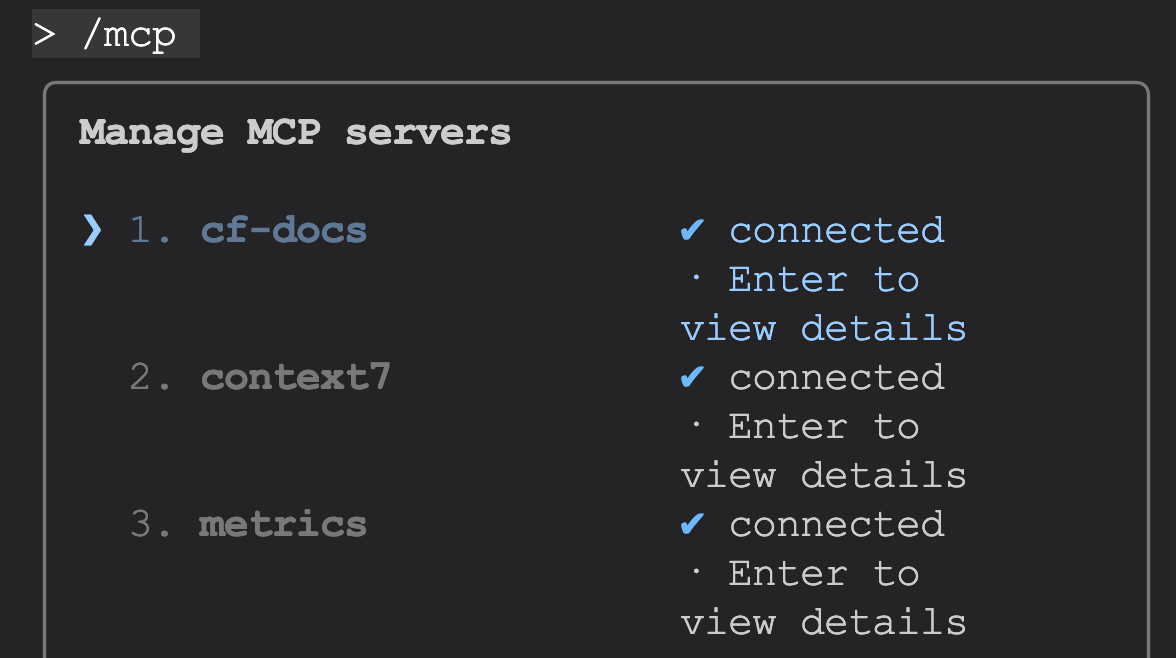 > /mcp
Manage MCP servers
❯ 1. cf-docs ✔ connected
· Enter to
view details
2. context7 ✔ connected
· Enter to
view details
3. metrics ✔ connected
· Enter to
view details